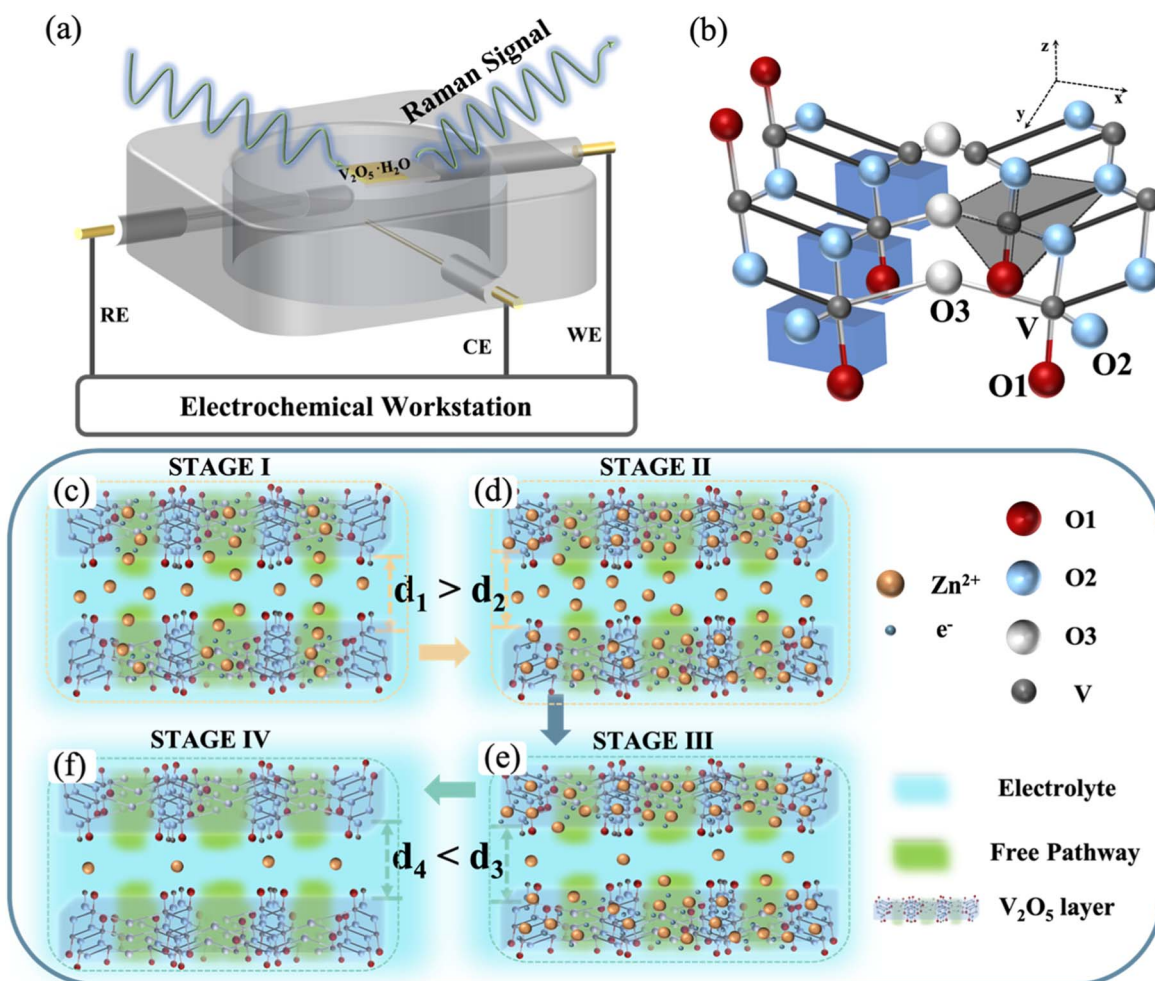 (a)
Raman Signal
V₂O₅·H₂O
RE
CE
WE
Electrochemical Workstation
(b)
z
y
x
O3
V
O2
O1
STAGE I
(c)
STAGE II
(d)
d₁ > d₂
STAGE IV
(f)
STAGE III
(e)
d₄ < d₃
O1
Zn²⁺
O2
e⁻
O3
V
Electrolyte
Free Pathway
V₂O₅ layer